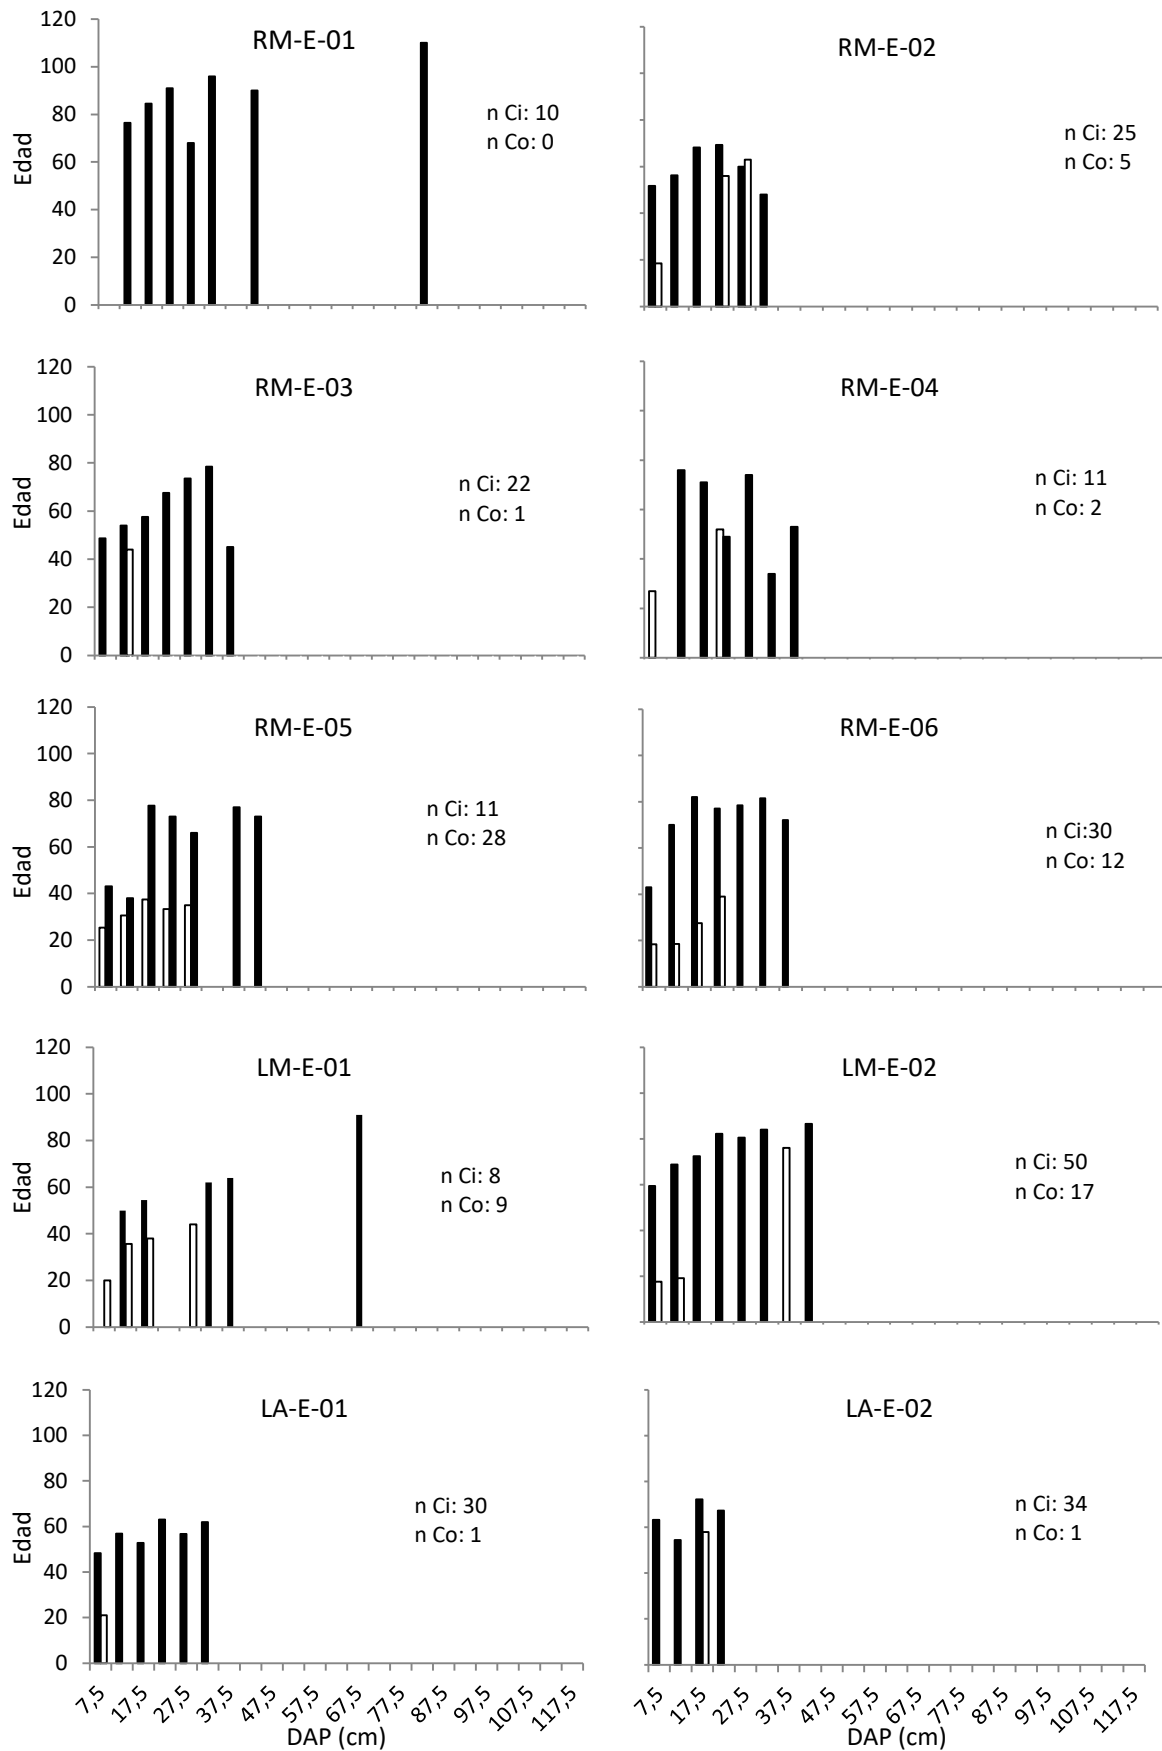 RM-E-01
120
100
80
60
40
20
0
Edad
n Ci: 10
n Co: 0
RM-E-02
n Ci: 25
n Co: 5
RM-E-03
120
100
80
60
40
20
0
Edad
n Ci: 22
n Co: 1
RM-E-04
n Ci: 11
n Co: 2
RM-E-05
120
100
80
60
40
20
0
Edad
n Ci: 11
n Co: 28
RM-E-06
n Ci:30
n Co: 12
LM-E-01
120
100
80
60
40
20
0
Edad
n Ci: 8
n Co: 9
LM-E-02
n Ci: 50
n Co: 17
LA-E-01
120
100
80
60
40
20
0
Edad
n Ci: 30
n Co: 1
7,5 17,5 27,5 37,5 47,5 57,5 67,5 77,5 87,5 97,5 107,5 117,5
DAP (cm)
LA-E-02
n Ci: 34
n Co: 1
7,5 17,5 27,5 37,5 47,5 57,5 67,5 77,5 87,5 97,5 107,5 117,5
DAP (cm)